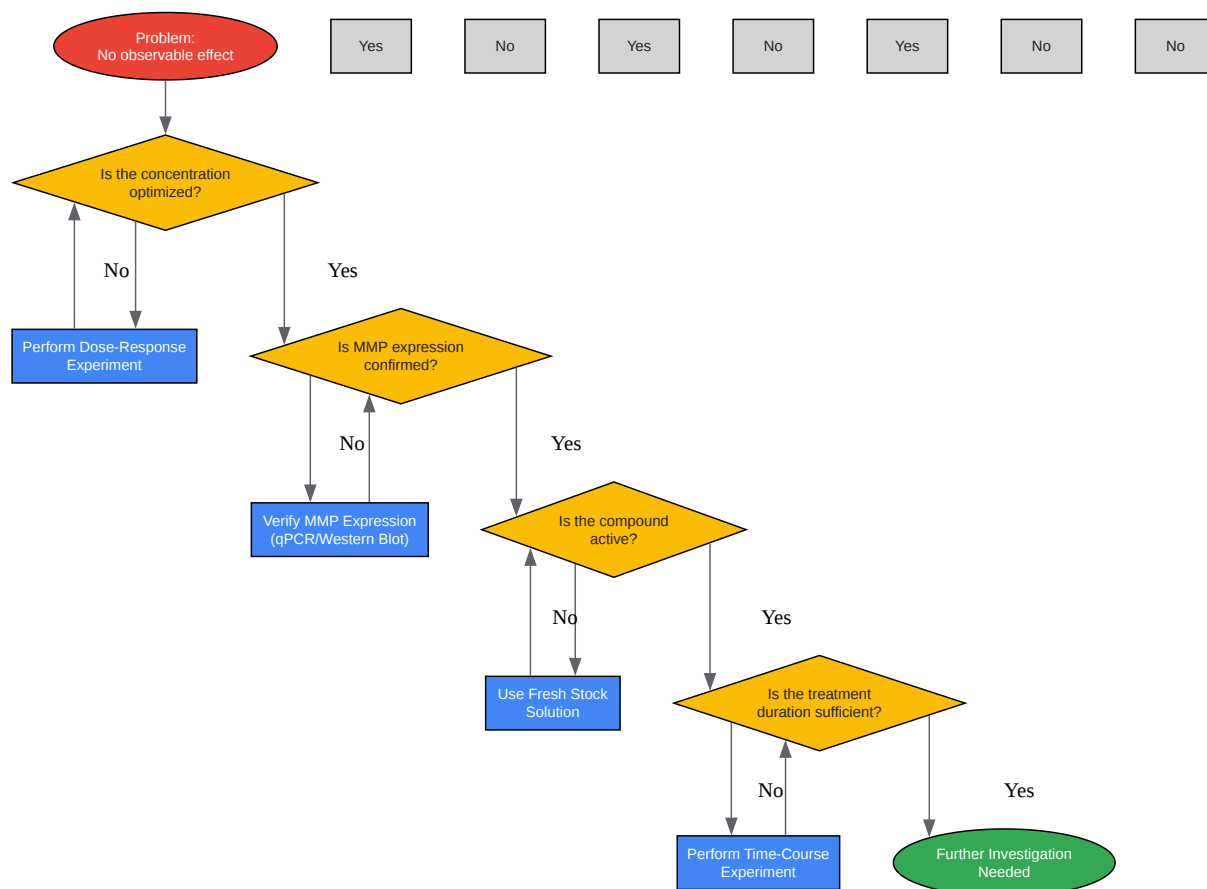 Problem:
No observable effect
Yes
No
Yes
No
Yes
No
No
Is the concentration
optimized?
No
Yes
Perform Dose-Response
Experiment
Is MMP expression
confirmed?
No
Yes
Verify MMP Expression
(qPCR/Western Blot)
Is the compound
active?
No
Yes
Use Fresh Stock
Solution
Is the treatment
duration sufficient?
No
Yes
Perform Time-Course
Experiment
Further Investigation
Needed